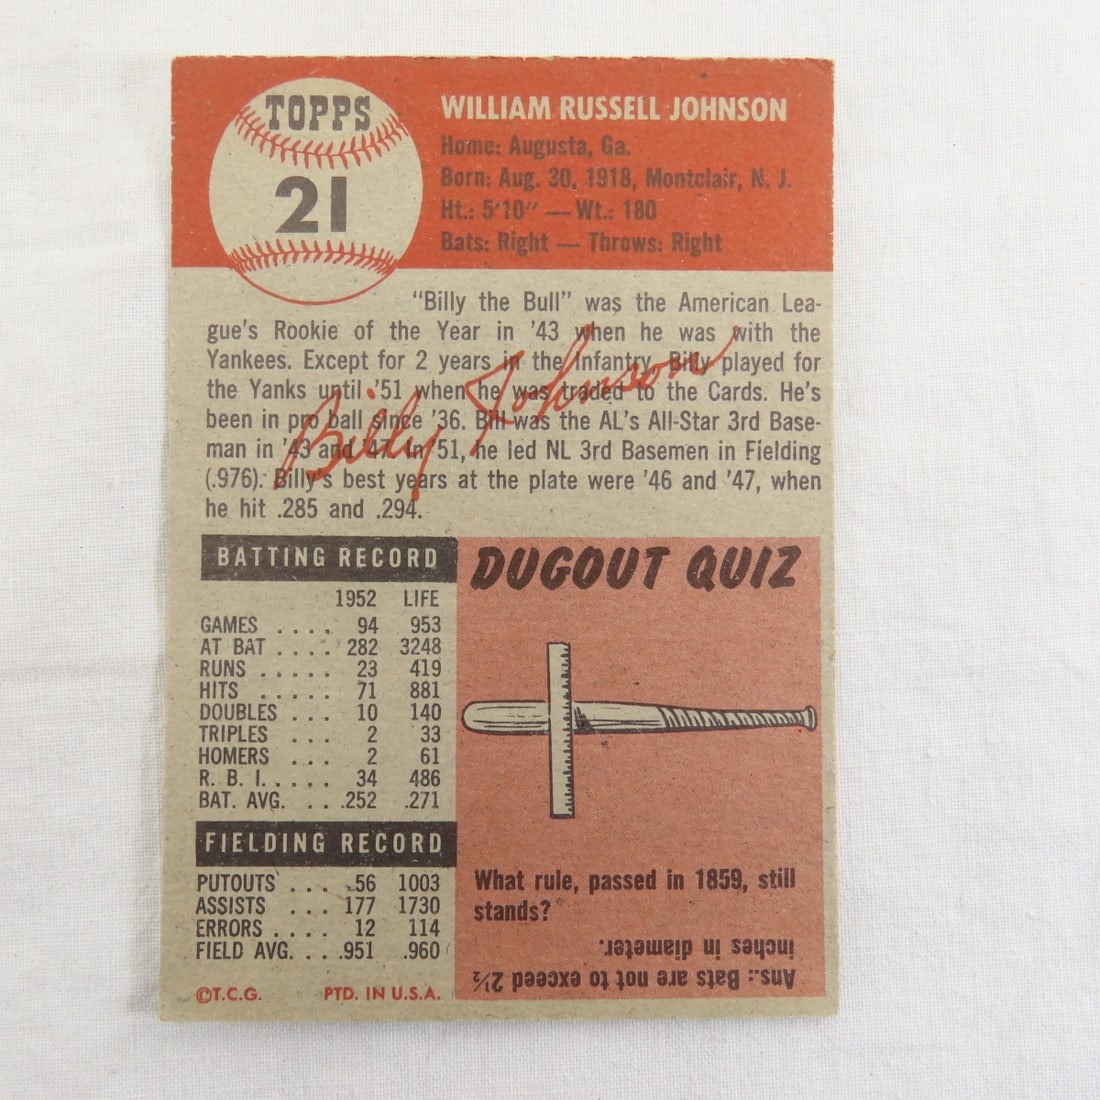 TOPPS
21
WILLIAM RUSSELL JOHNSON
Home: Augusta, Ga.
Born: Aug. 30, 1918, Montclair, N. J.
Ht.: 5'10" — Wt.: 180
Bats: Right — Throws: Right
"Billy the Bull" was the American Lea-
gue's Rookie of the Year in '43 when he was with the
Yankees. Except for 2 years in the Infantry, Billy played for
the Yanks until '51 when he was traded to the Cards. He's
been in pro ball since '36. Bill was the AL's All-Star 3rd Base-
man in '43 and '47. In '51, he led NL 3rd Basemen in Fielding
(.976). Billy's best years at the plate were '46 and '47, when
he hit .285 and .294.
Billy Johnson
BATTING RECORD
1952 LIFE
GAMES .... 94 953
AT BAT .... 282 3248
RUNS ..... 23 419
HITS ..... 71 881
DOUBLES ... 10 140
TRIPLES ... 2 33
HOMERS ... 2 61
R. B. I. .... 34 486
BAT. AVG. ... .252 .271
FIELDING RECORD
PUTOUTS ... 56 1003
ASSISTS ... 177 1730
ERRORS .... 12 114
FIELD AVG. ... .951 .960
©T.C.G. PTD. IN U.S.A.
DUGOUT QUIZ
What rule, passed in 1859, still
stands?
Ans.: Bats are not to exceed 2½
inches in diameter.